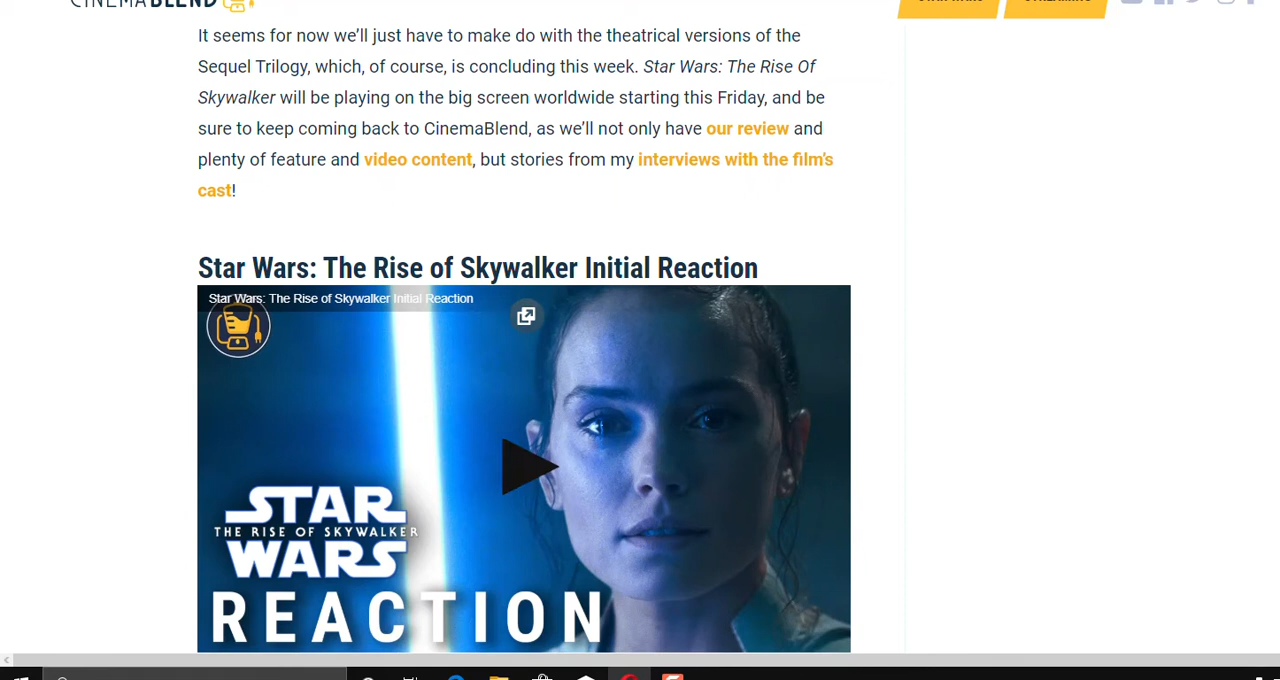 CINEMABLEND
It seems for now we’ll just have to make do with the theatrical versions of the
Sequel Trilogy, which, of course, is concluding this week. Star Wars: The Rise Of
Skywalker will be playing on the big screen worldwide starting this Friday, and be
sure to keep coming back to CinemaBlend, as we’ll not only have our review and
plenty of feature and video content, but stories from my interviews with the film’s
cast!
Star Wars: The Rise of Skywalker Initial Reaction
Star Wars: The Rise of Skywalker Initial Reaction
STAR
THE RISE OF SKYWALKER
WARS
REACTION